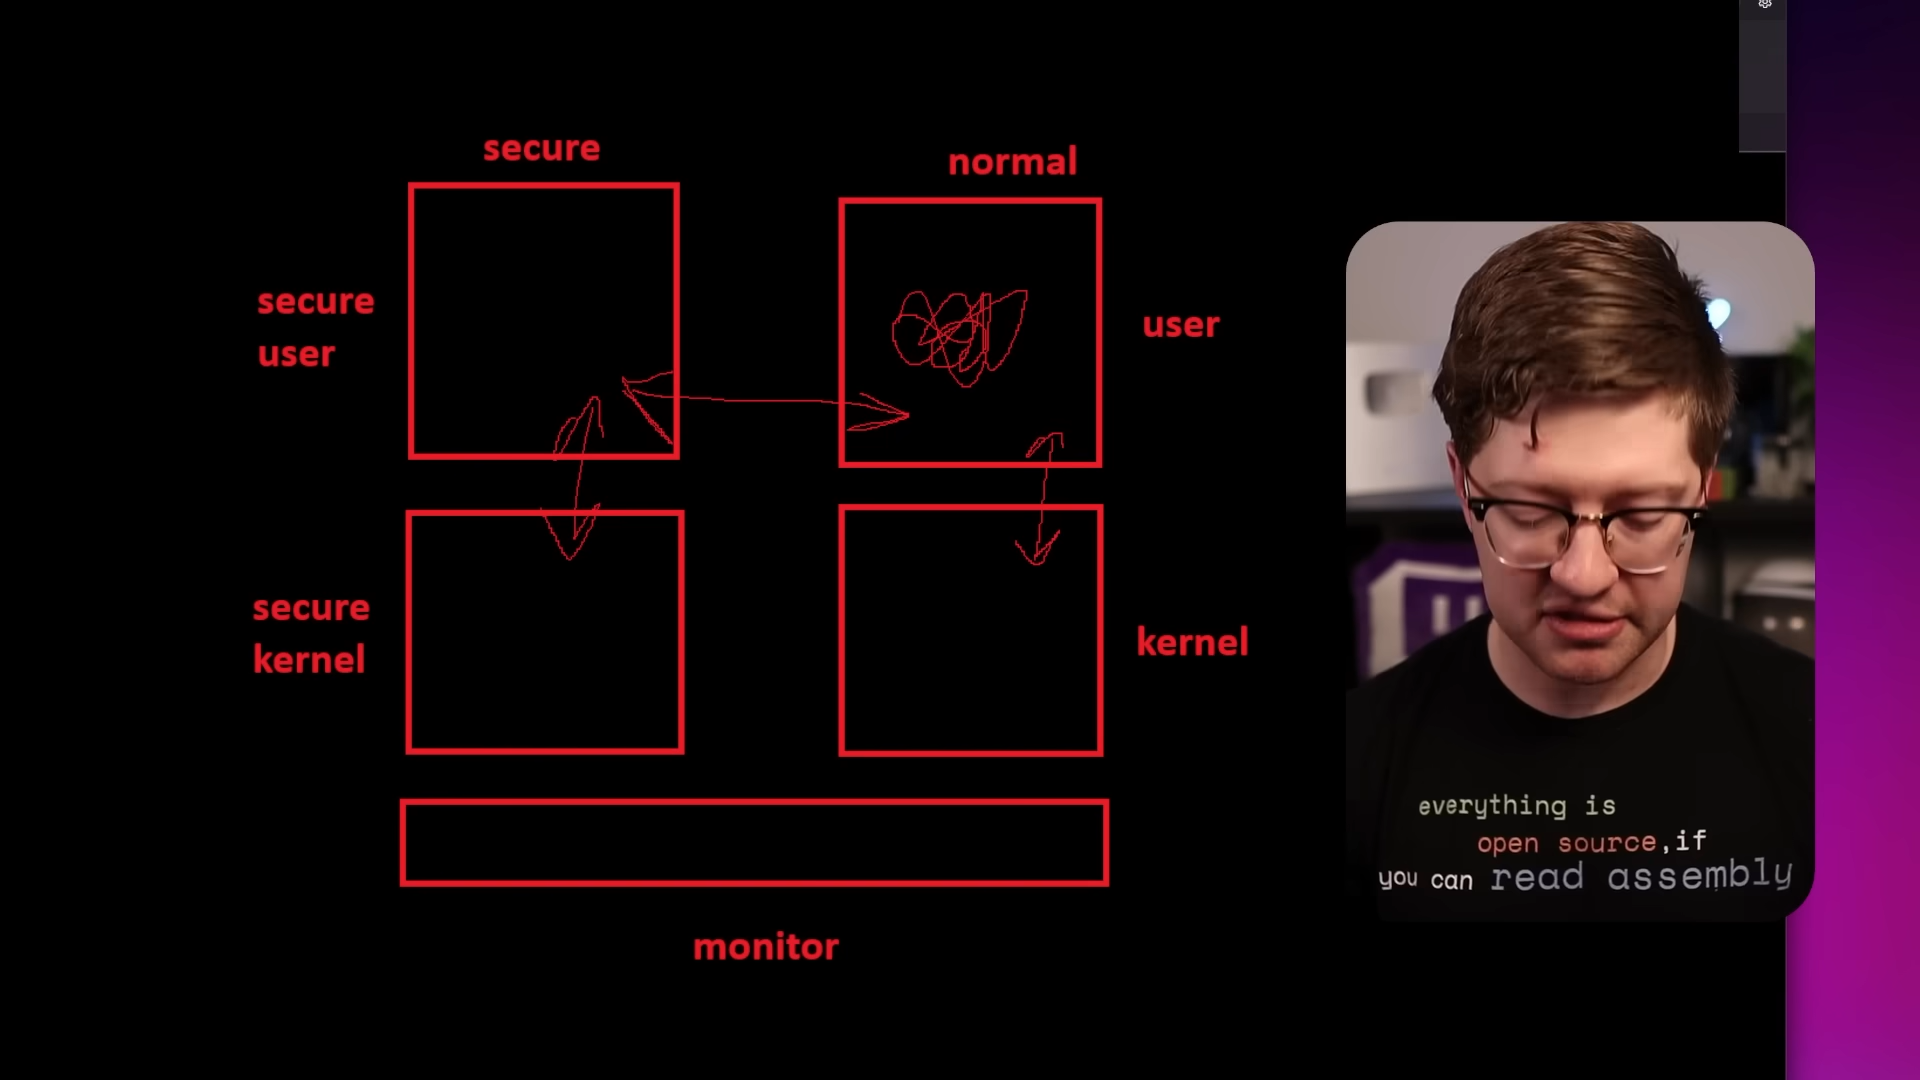 secure
normal
secure
user
user
secure
kernel
kernel
monitor
everything is
open source,if
you can read assembly